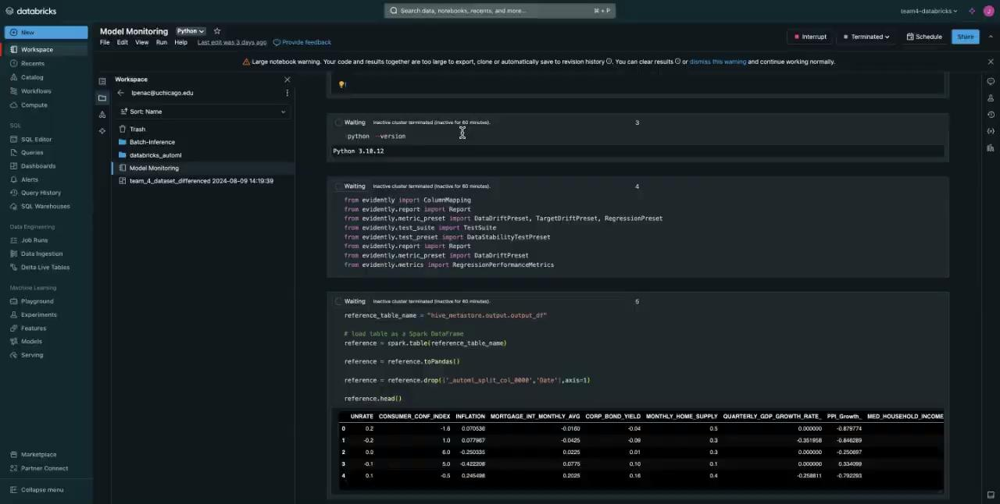 databricks
Search data, notebooks, recents, and more...
⌘ + P
team4-databricks
J
New
Workspace
Recents
Catalog
Workflows
Compute
SQL
SQL Editor
Queries
Dashboards
Alerts
Query History
SQL Warehouses
Data Engineering
Job Runs
Data Ingestion
Delta Live Tables
Machine Learning
Playground
Experiments
Features
Models
Serving
Marketplace
Partner Connect
Collapse menu
Model Monitoring Python
File Edit View Run Help Last edit was 3 days ago Provide feedback
Interrupt Terminated Schedule Share
Large notebook warning. Your code and results together are too large to export, clone or automatically save to revision history. You can clear results or dismiss this warning and continue working normally.
Workspace
lpenac@uchicago.edu
Sort: Name
Trash
Batch-Inference
databricks_automl
Model Monitoring
team_4_dataset_differenced 2024-08-09 14:19:39
Waiting Inactive cluster terminated (inactive for 60 minutes). 3
!python --version
Python 3.10.12
Waiting Inactive cluster terminated (inactive for 60 minutes). 4
from evidently import ColumnMapping
from evidently.report import Report
from evidently.metric_preset import DataDriftPreset, TargetDriftPreset, RegressionPreset
from evidently.test_suite import TestSuite
from evidently.test_preset import DataStabilityTestPreset
from evidently.report import Report
from evidently.metric_preset import DataDriftPreset
from evidently.metrics import RegressionPerformanceMetrics
Waiting Inactive cluster terminated (inactive for 60 minutes). 5
reference_table_name = "hive_metastore.output.output_df"
# load table as a Spark DataFrame
reference = spark.table(reference_table_name)
reference = reference.toPandas()
reference = reference.drop(['_automl_split_col_0000','Date'],axis=1)
reference.head()
UNRATE CONSUMER_CONF_INDEX INFLATION MORTGAGE_INT_MONTHLY_AVG CORP_BOND_YIELD MONTHLY_HOME_SUPPLY QUARTERLY_GDP_GROWTH_RATE_ PPI_Growth_ MED_HOUSEHOLD_INCOME
0 0.2 -1.6 0.070536 -0.0160 -0.04 0.5 0.000000 -0.879774
1 -0.2 1.0 0.077967 -0.0425 -0.09 0.3 -0.351958 -0.846289
2 0.0 6.0 -0.250335 0.0225 0.01 0.3 0.000000 -0.250697
3 -0.1 5.0 -0.422208 0.0775 0.10 0.1 0.000000 0.334099
4 0.1 -0.5 0.245498 0.2025 0.16 0.4 -0.258811 -0.792293